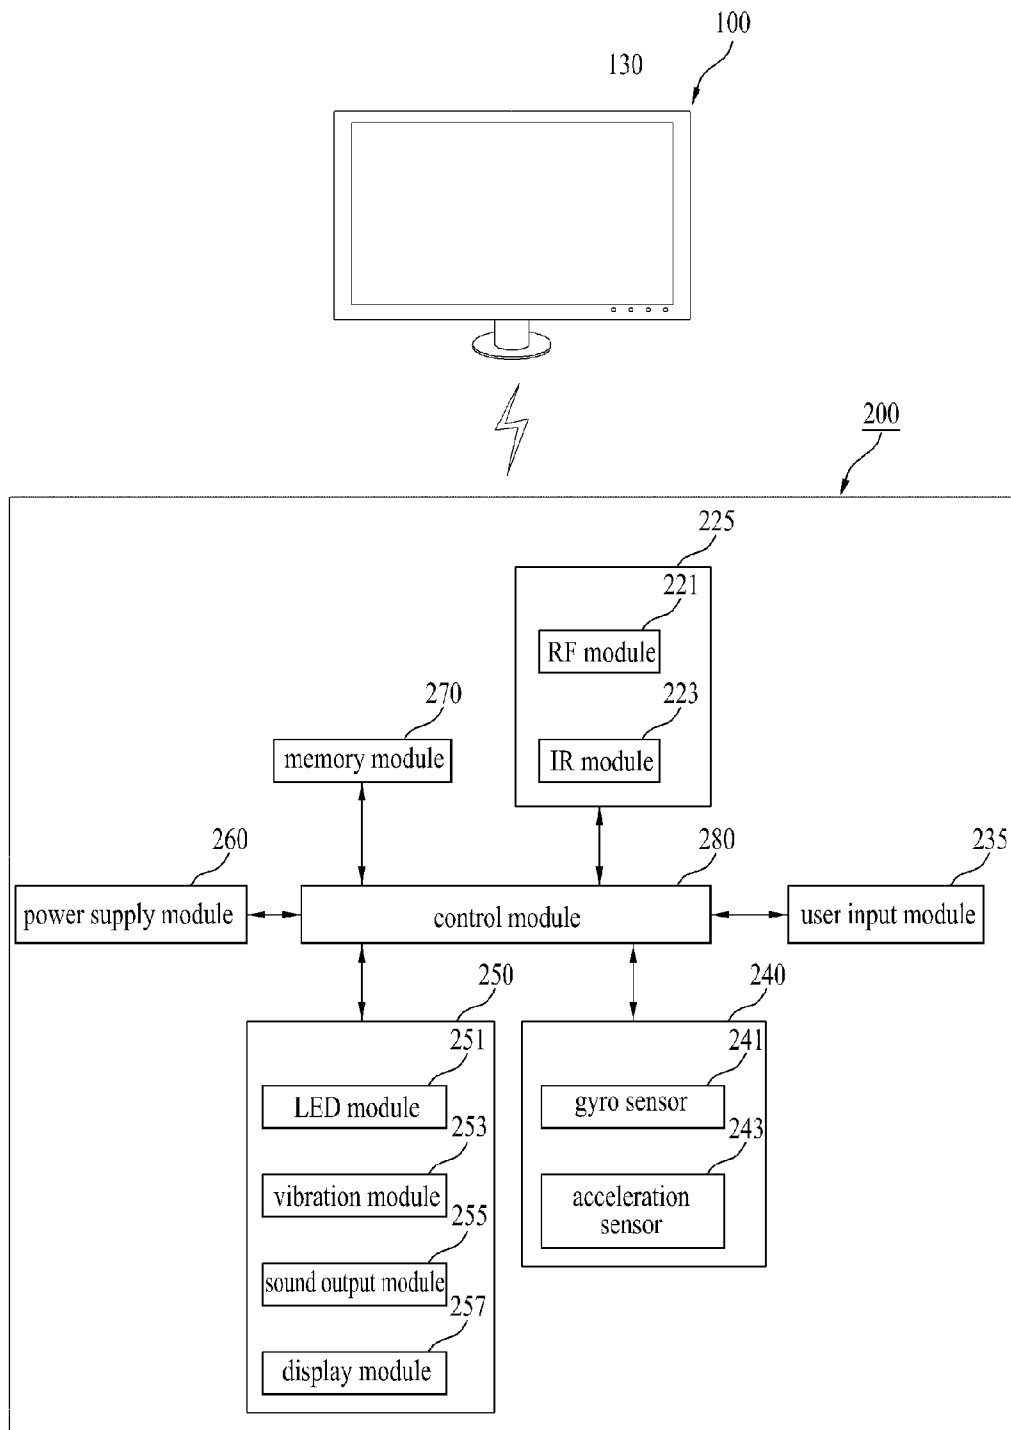 100
130
200
225
221
RF module
270
223
memory module
IR module
260
280
235
power supply module
control module
user input module
250
240
251
241
LED module
gyro sensor
253
243
vibration module
acceleration
sensor
255
sound output module
257
display module